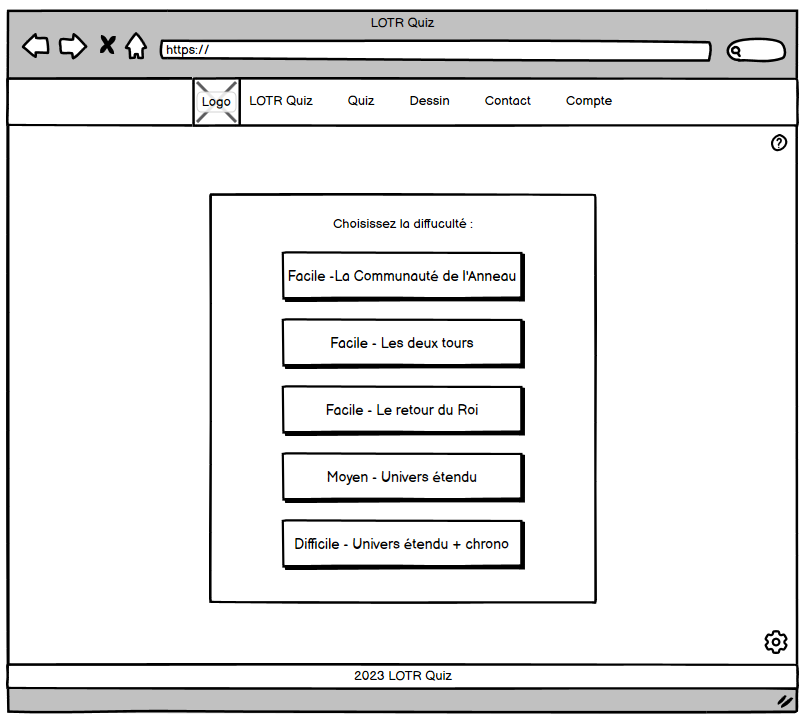 LOTR Quiz
https://
Logo LOTR Quiz Quiz Dessin Contact Compte
?
Choisissez la diffuculté :
Facile -La Communauté de l'Anneau
Facile - Les deux tours
Facile - Le retour du Roi
Moyen - Univers étendu
Difficile - Univers étendu + chrono
2023 LOTR Quiz